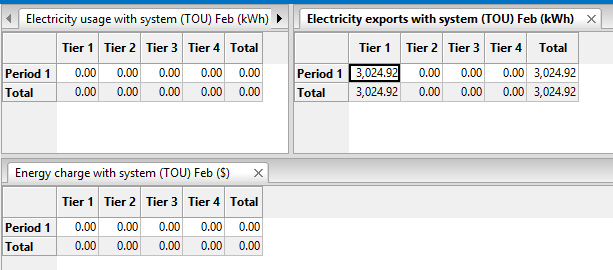 Electricity usage with system (TOU) Feb (kWh)
Tier 1 Tier 2 Tier 3 Tier 4 Total
Period 1 0.00 0.00 0.00 0.00 0.00
Total 0.00 0.00 0.00 0.00 0.00
Electricity exports with system (TOU) Feb (kWh)
Tier 1 Tier 2 Tier 3 Tier 4 Total
Period 1 3,024.92 0.00 0.00 0.00 3,024.92
Total 3,024.92 0.00 0.00 0.00 3,024.92
Energy charge with system (TOU) Feb ($)
Tier 1 Tier 2 Tier 3 Tier 4 Total
Period 1 0.00 0.00 0.00 0.00 0.00
Total 0.00 0.00 0.00 0.00 0.00